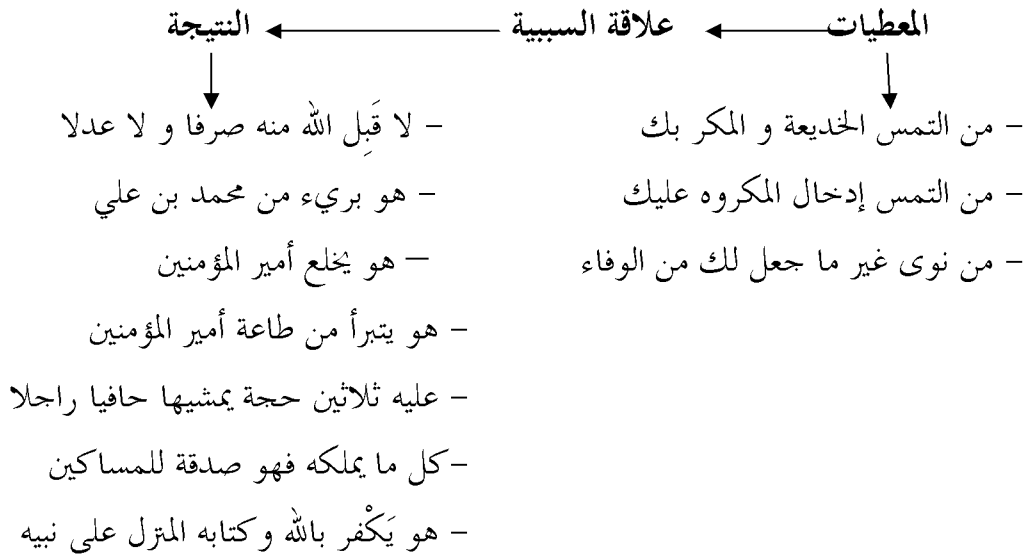 المعطيات علاقة السببية النتيجة
– من التمس الخديعة و المكر بك
– من التمس إدخال المكروه عليك
– من نوى غير ما جعل لك من الوفاء
– لا قَبِل الله منه صرفا و لا عدلا
– هو بريء من محمد بن علي
– هو يخلع أمير المؤمنين
– هو يتبرأ من طاعة أمير المؤمنين
– عليه ثلاثين حجة يمشيها حافيا راجلا
– كل ما يملكه فهو صدقة للمساكين
– هو يَكْفر بالله وكتابه المنزل على نبيه